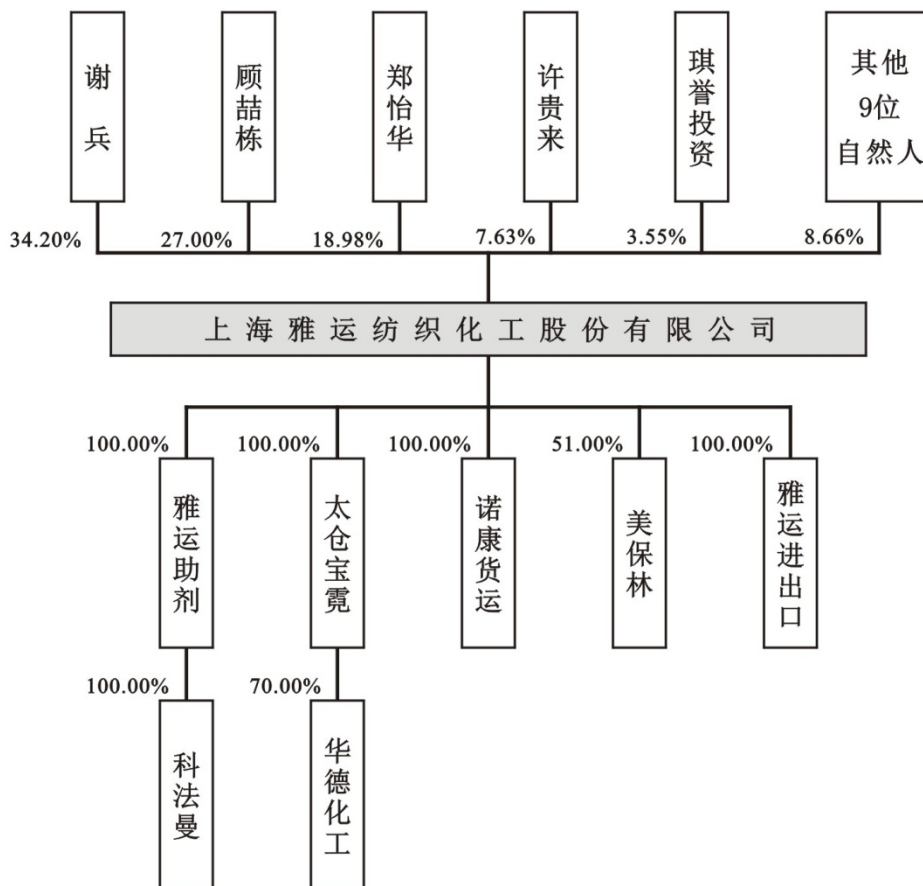 谢兵
顾喆栋
郑怡华
许贵来
琪誉投资
其他
9位
自然人
34.20%
27.00%
18.98%
7.63%
3.55%
8.66%
上海雅运纺织化工股份有限公司
100.00%
100.00%
100.00%
51.00%
100.00%
雅运助剂
太仓宝霓
诺康货运
美保林
雅运进出口
100.00%
70.00%
科法曼
华德化工